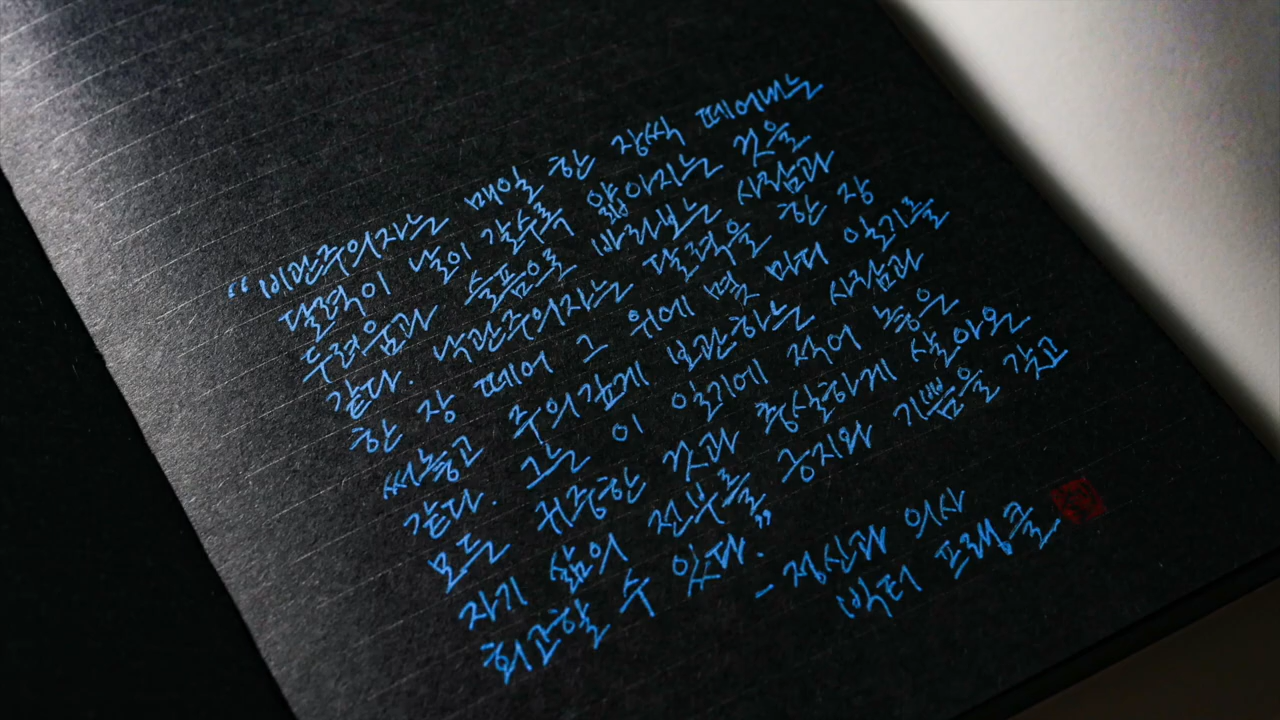 “비관주의자는 매일 한 장씩 떼어내는
달력이 날이 갈수록 얇아지는 것을
두려움과 슬픔으로 바라보는 사람과
같다. 낙관주의자는 달력을 한 장
한 장 떼어 그 위에 몇 마디 일기를
써놓고 주의깊게 보관하는 사람과
같다. 그는 이 일기에 적어 놓은
모든 귀중한 것과 충실하게 살아온
자기 삶의 전부를 긍지와 기쁨을 갖고
회고할 수 있다.”
- 정신과 의사
빅터 프랭클